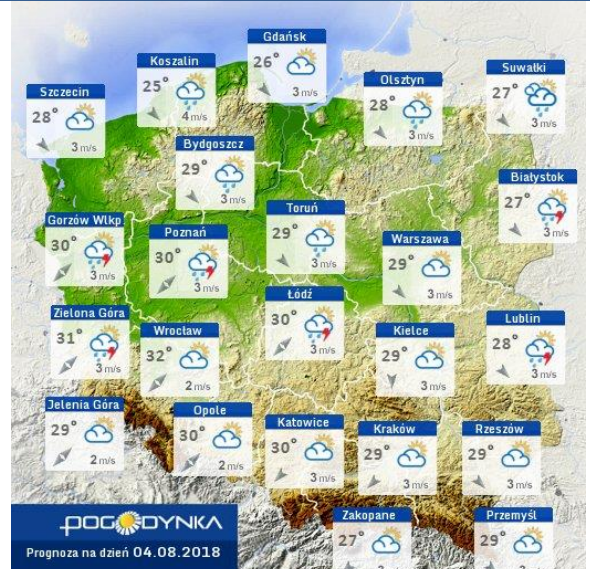 Gdańsk
26°
3 m/s
Koszalin
25°
4 m/s
Suwałki
27°
3 m/s
Olsztyn
28°
3 m/s
Szczecin
28°
3 m/s
Bydgoszcz
29°
3 m/s
Białystok
27°
3 m/s
Toruń
29°
3 m/s
Gorzów Wlkp.
30°
3 m/s
Poznań
30°
3 m/s
Warszawa
29°
3 m/s
Łódź
30°
3 m/s
Zielona Góra
31°
3 m/s
Wrocław
32°
2 m/s
Kielce
29°
3 m/s
Lublin
28°
3 m/s
Jelenia Góra
29°
2 m/s
Opole
30°
2 m/s
Katowice
30°
3 m/s
Kraków
29°
3 m/s
Rzeszów
29°
3 m/s
Zakopane
27°
3 m/s
Przemyśl
29°
3 m/s
POGODYNKA
Prognoza na dzień 04.08.2018